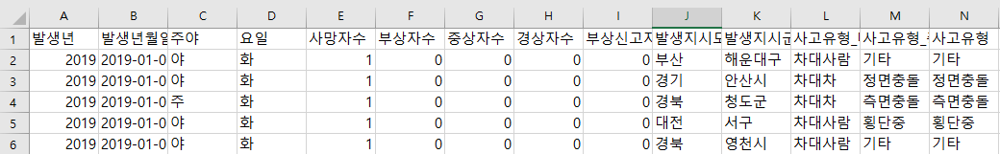 A B C D E F G H I J K L M N
1 발생년 발생년월일 주야 요일 사망자수 부상자수 중상자수 경상자수 부상신고자 발생지시도 발생지시군 사고유형_ 사고유형_ 사고유형
2 2019 2019-01-0 야 화 1 0 0 0 0 부산 해운대구 차대사람 기타 기타
3 2019 2019-01-0 야 화 1 0 0 0 0 경기 안산시 차대차 정면충돌 정면충돌
4 2019 2019-01-0 주 화 1 0 0 0 0 경북 청도군 차대차 측면충돌 측면충돌
5 2019 2019-01-0 야 화 1 0 0 0 0 대전 서구 차대사람 횡단중 횡단중
6 2019 2019-01-0 야 화 1 0 0 0 0 경북 영천시 차대사람 기타 기타